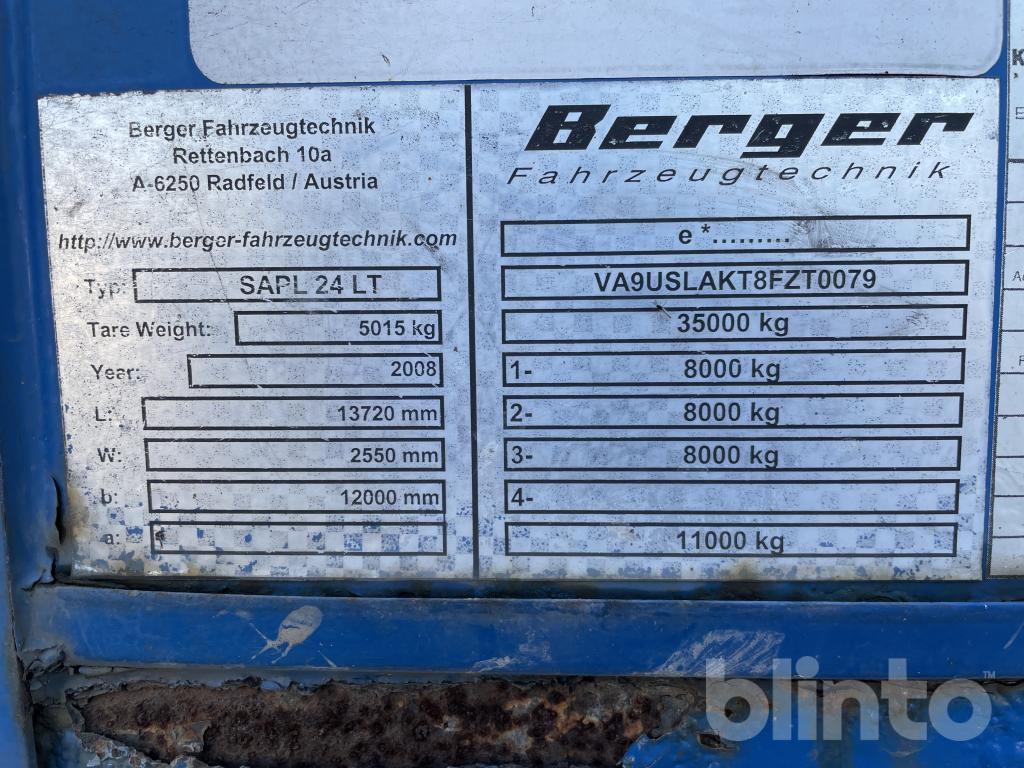 Berger Fahrzeugtechnik
Rettenbach 10a
A-6250 Radfeld / Austria
http://www.berger-fahrzeugtechnik.com
Typ: SAPL 24 LT
Tare Weight: 5015 kg
Year: 2008
L: 13720 mm
W: 2550 mm
b: 12000 mm
a:
Berger
Fahrzeugtechnik
e *.........
VA9USLAKT8FZT0079
35000 kg
1- 8000 kg
2- 8000 kg
3- 8000 kg
4-
11000 kg
K
blinto™